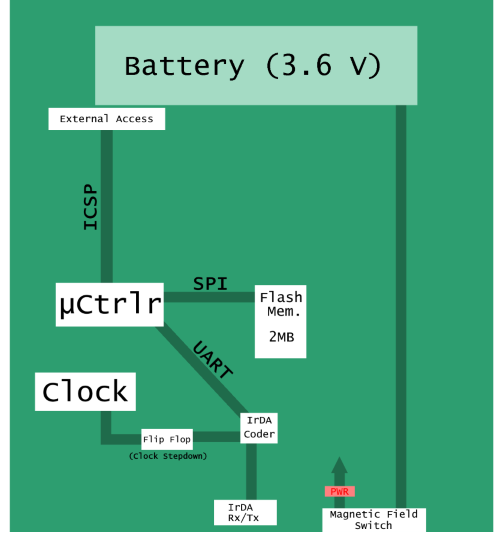 Battery (3.6 V)
External Access
ICSP
µCtrlr
SPI
Flash
Mem.
2MB
UART
Clock
IrDA
Coder
Flip Flop
(Clock Stepdown)
PWR
IrDA
Rx/Tx
Magnetic Field
Switch